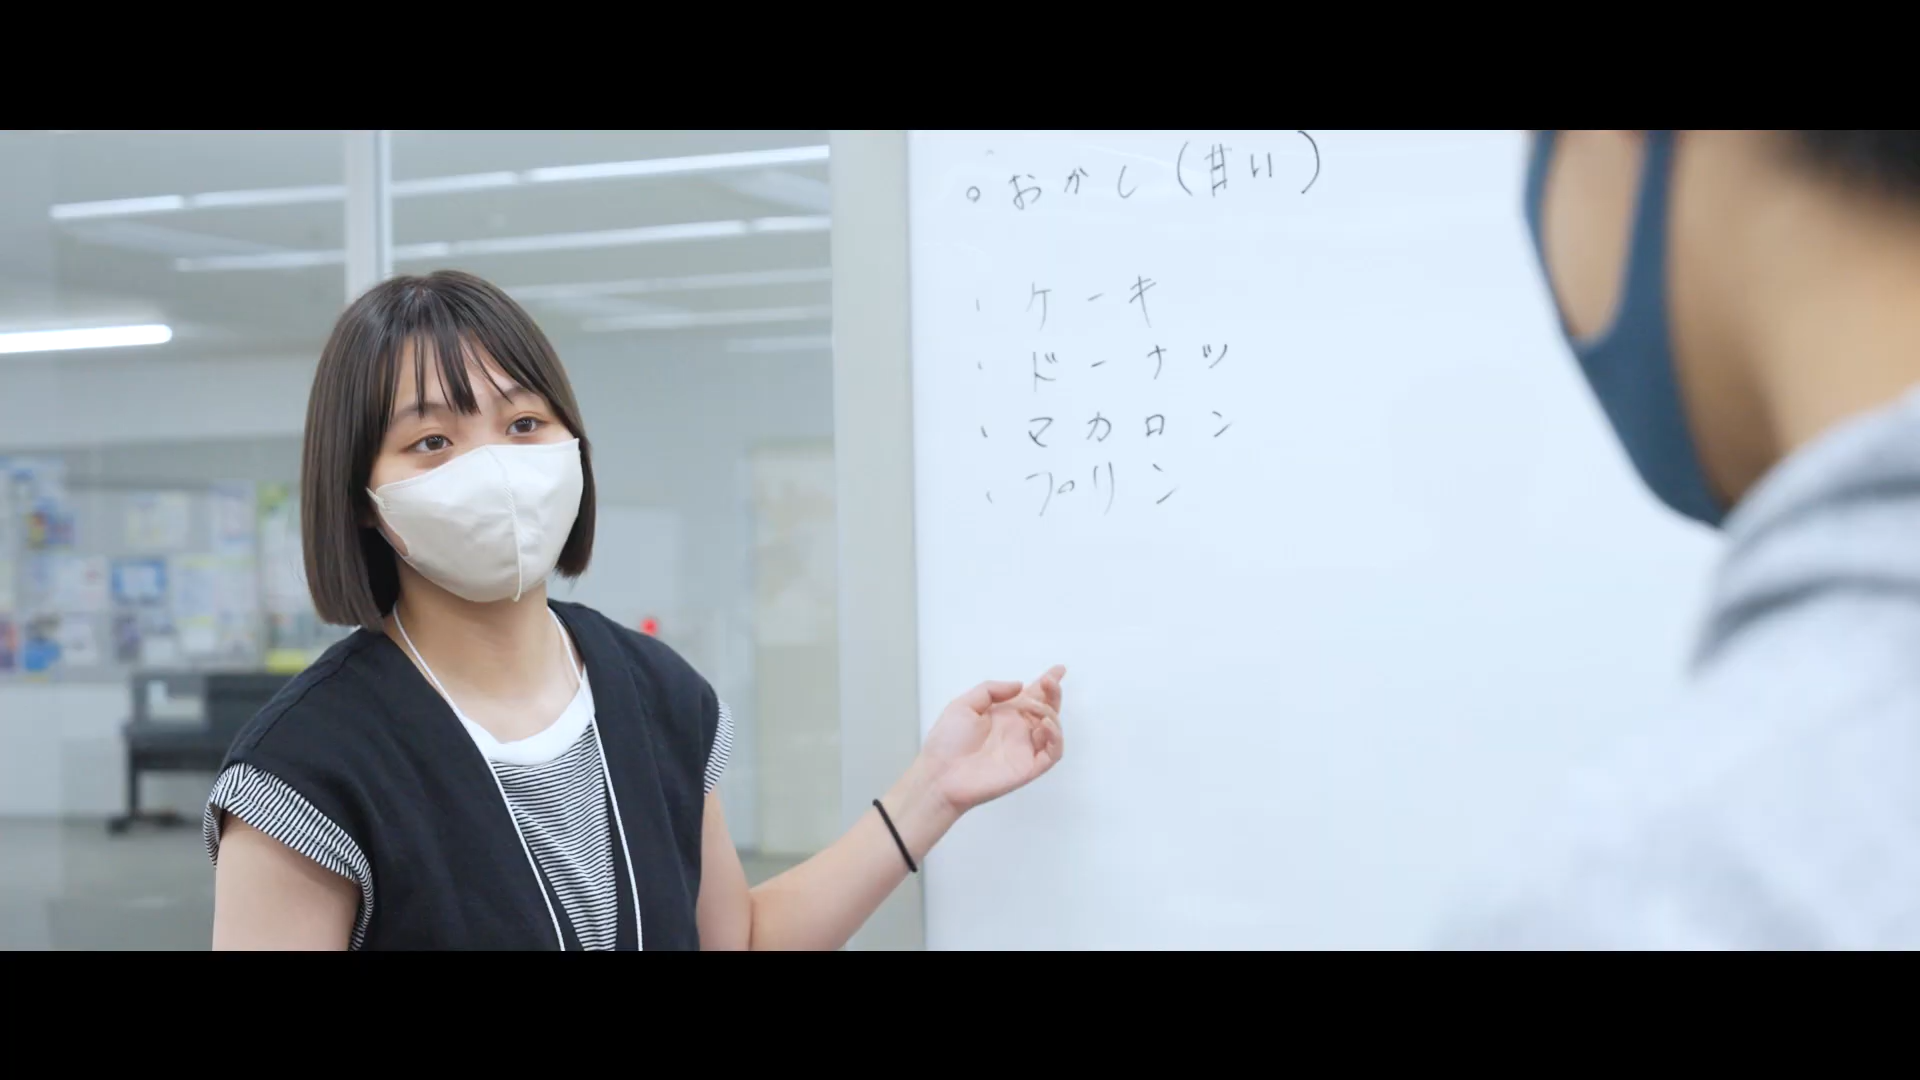 ○ おかし(甘い)
・ケーキ
・ドーナツ
・マカロン
・プリン